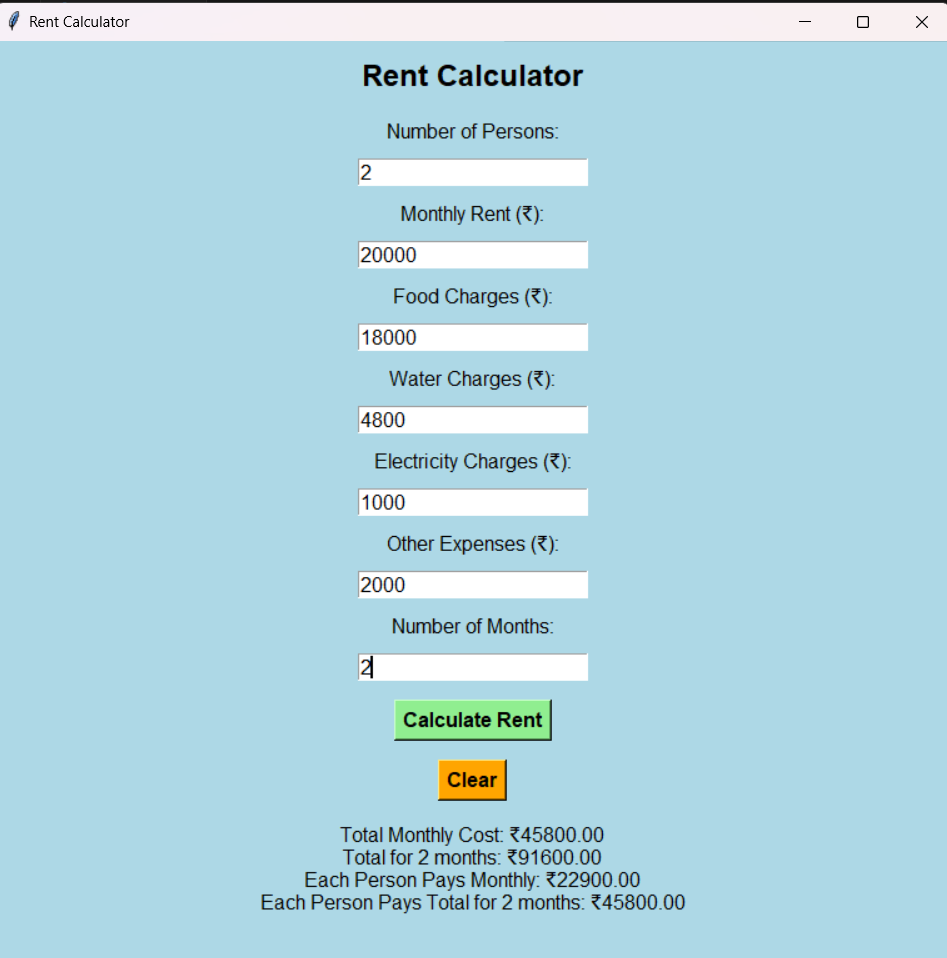 Rent Calculator
Rent Calculator
Number of Persons:
2
Monthly Rent (₹):
20000
Food Charges (₹):
18000
Water Charges (₹):
4800
Electricity Charges (₹):
1000
Other Expenses (₹):
2000
Number of Months:
2
Calculate Rent
Clear
Total Monthly Cost: ₹45800.00
Total for 2 months: ₹91600.00
Each Person Pays Monthly: ₹22900.00
Each Person Pays Total for 2 months: ₹45800.00